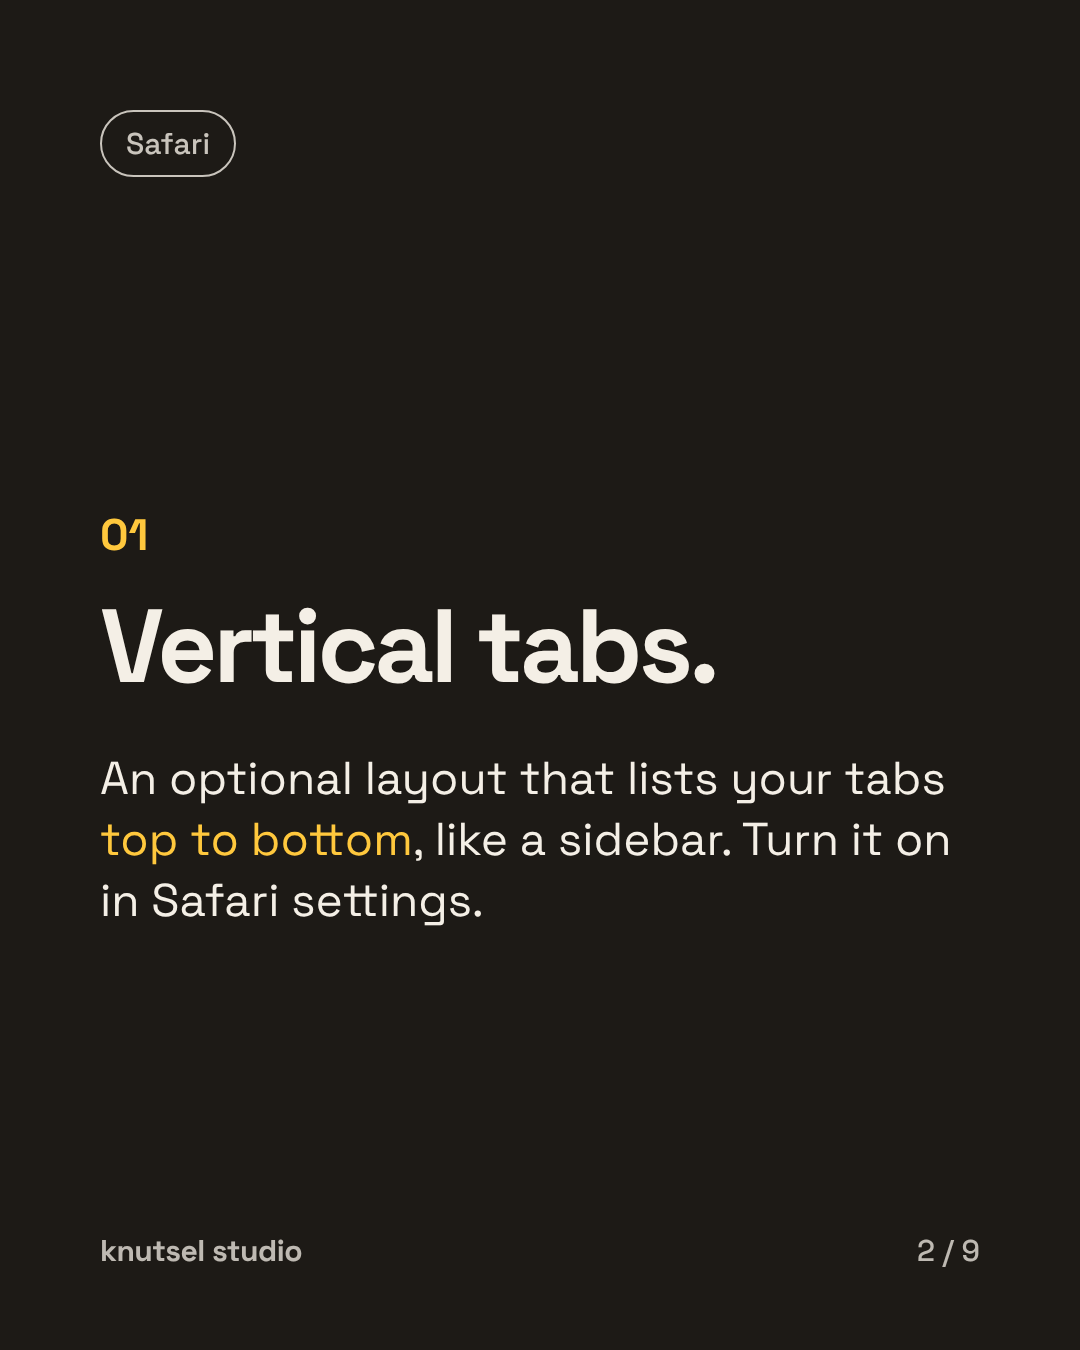 Safari
01
Vertical tabs.
An optional layout that lists your tabs
top to bottom, like a sidebar. Turn it on
in Safari settings.
knutsel studio
2 / 9